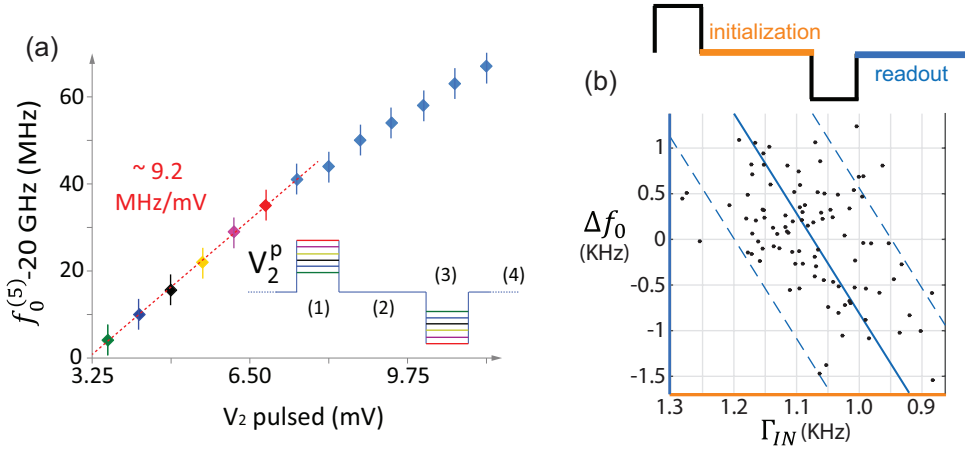 (a)
f₀⁽⁵⁾-20 GHz (MHz)
60
40
20
0
~ 9.2
MHz/mV
V₂ᵖ
(1)
(2)
(3)
(4)
3.25
6.50
9.75
V₂ pulsed (mV)
initialization
readout
(b)
Δf₀
(KHz)
1
0.5
0
-0.5
-1
-1.5
1.3
1.2
1.1
1.0
0.9
Γ_IN (KHz)